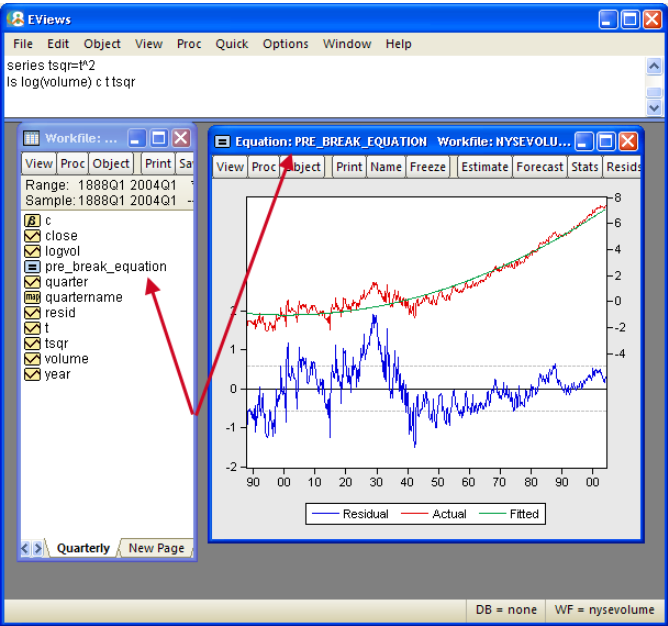 EViews
File Edit Object View Proc Quick Options Window Help
series tsqr=t^2
ls log(volume) c t tsqr
Workfile: ...
View Proc Object Print
Range: 1888Q1 2004Q1
Sample: 1888Q1 2004Q1 --
β c
close
logvol
pre_break_equation
quarter
map quartername
resid
t
tsqr
volume
year
Quarterly New Page
Equation: PRE_BREAK_EQUATION Workfile: NYSEVOLU...
View Proc Object Print Name Freeze Estimate Forecast Stats Resids
8
6
4
2
0
-2
-4
2
1
0
-1
-2
90 00 10 20 30 40 50 60 70 80 90 00
Residual Actual Fitted
DB = none WF = nysevolume